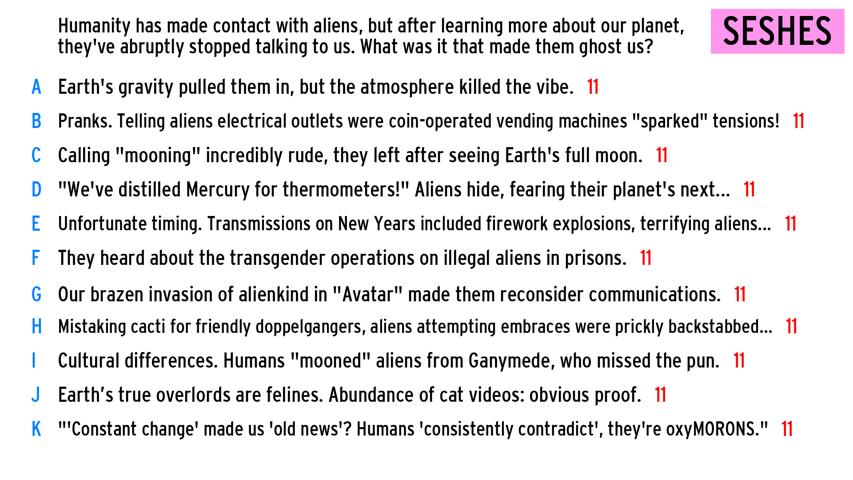 Humanity has made contact with aliens, but after learning more about our planet,
they've abruptly stopped talking to us. What was it that made them ghost us?
SESHES
A Earth's gravity pulled them in, but the atmosphere killed the vibe. 11
B Pranks. Telling aliens electrical outlets were coin-operated vending machines "sparked" tensions! 11
C Calling "mooning" incredibly rude, they left after seeing Earth's full moon. 11
D "We've distilled Mercury for thermometers!" Aliens hide, fearing their planet's next... 11
E Unfortunate timing. Transmissions on New Years included firework explosions, terrifying aliens... 11
F They heard about the transgender operations on illegal aliens in prisons. 11
G Our brazen invasion of alienkind in "Avatar" made them reconsider communications. 11
H Mistaking cacti for friendly doppelgangers, aliens attempting embraces were prickly backstabbed... 11
I Cultural differences. Humans "mooned" aliens from Ganymede, who missed the pun. 11
J Earth’s true overlords are felines. Abundance of cat videos: obvious proof. 11
K "'Constant change' made us 'old news'? Humans 'consistently contradict', they're oxyMORONS." 11